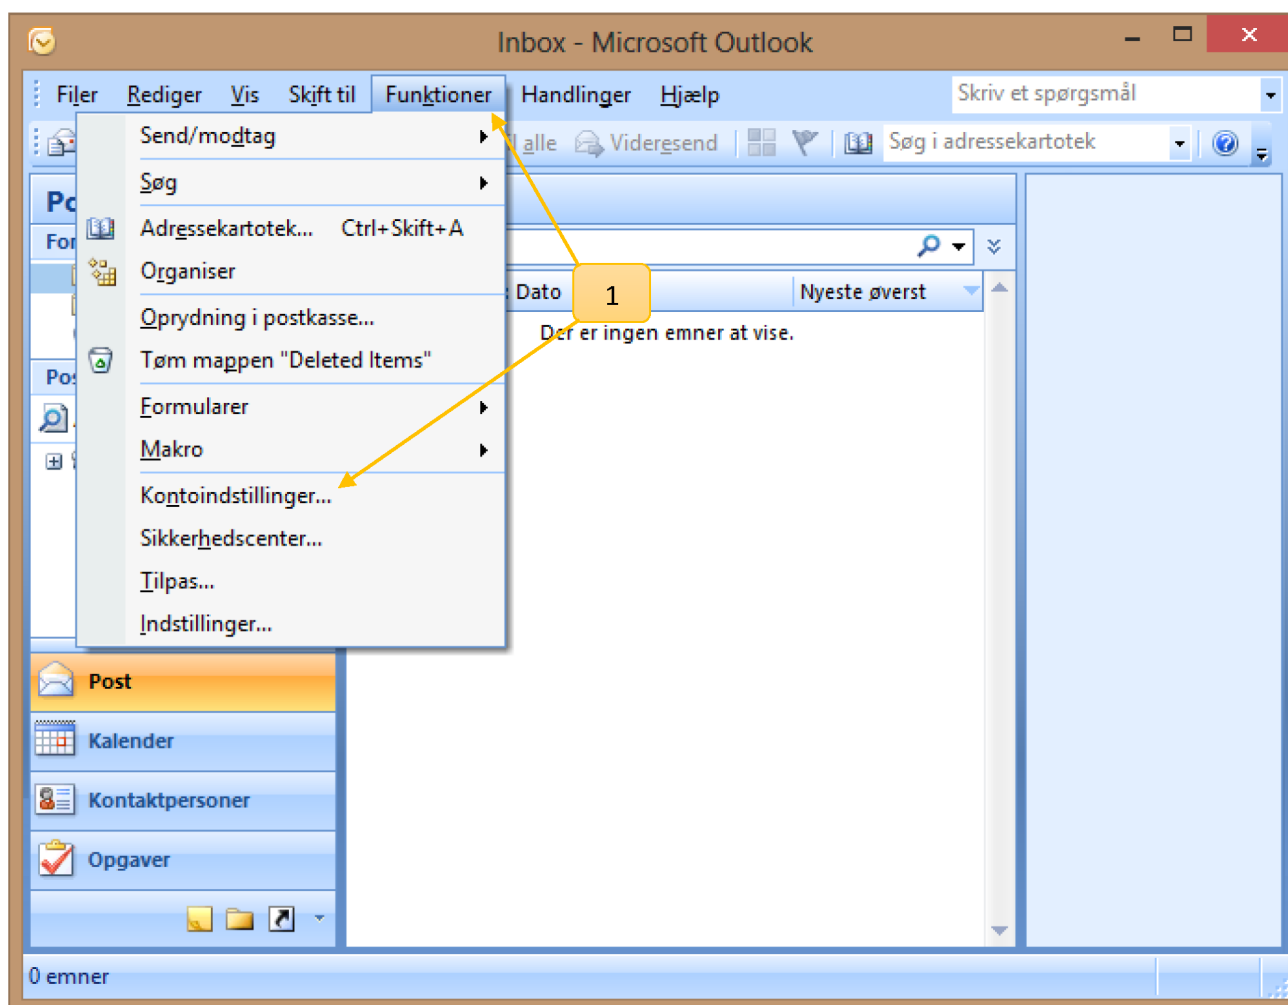 Inbox - Microsoft Outlook
Filer Rediger Vis Skift til Funktioner Handlinger Hjælp Skriv et spørgsmål
alle Videresend Søg i adressekartotek
Send/modtag
Søg
Adressekartotek... Ctrl+Skift+A
Organiser
Oprydning i postkasse...
Tøm mappen "Deleted Items"
Formularer
Makro
Kontoindstillinger...
Sikkerhedscenter...
Tilpas...
Indstillinger...
Dato Nyeste øverst
1
Der er ingen emner at vise.
Post
Kalender
Kontaktpersoner
Opgaver
0 emner